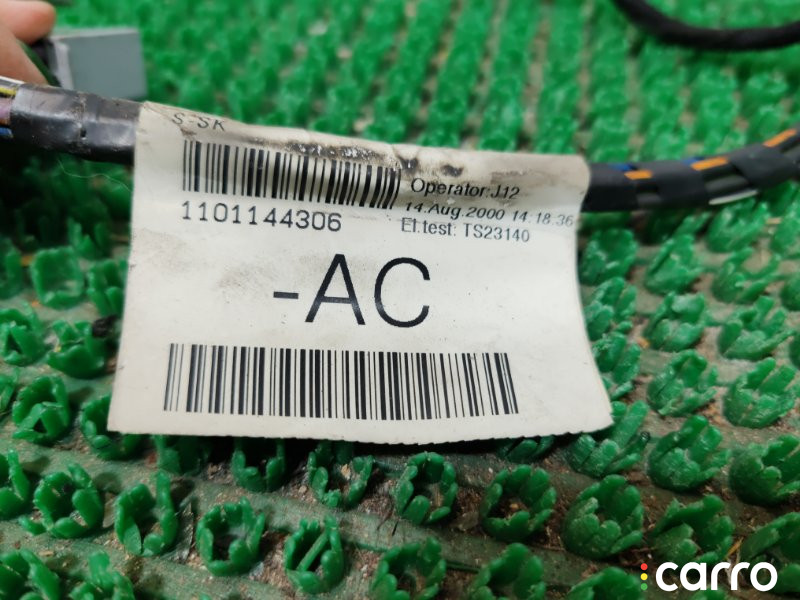 S-SK
Operator:J12
14.Aug.2000 14.18.36
1101144306
El.test: TS23140
-AC
carro